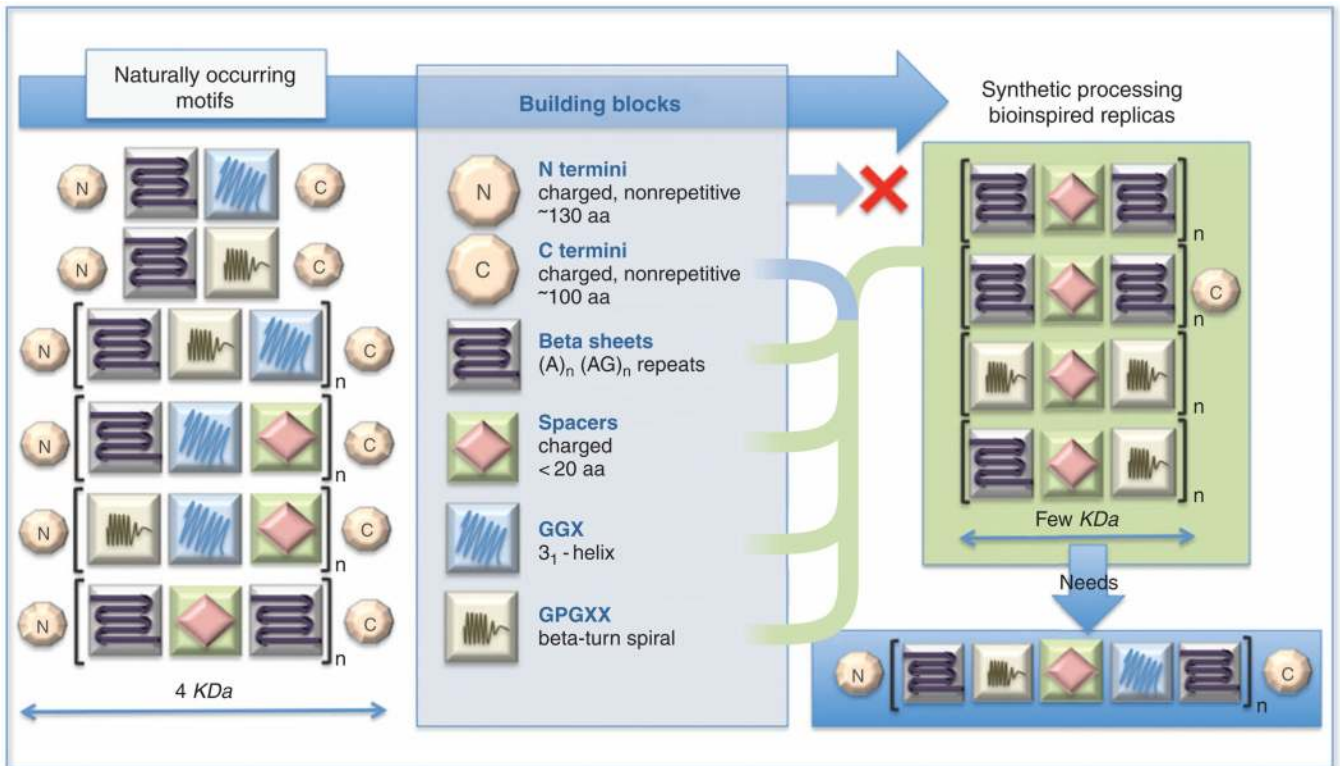 Naturally occurring
motifs
N
C
N
C
N
n
C
N
n
C
N
n
C
N
n
C
4 KDa
Building blocks
N
N termini
charged, nonrepetitive
~130 aa
C
C termini
charged, nonrepetitive
~100 aa
Beta sheets
(A)n (AG)n repeats
Spacers
charged
< 20 aa
GGX
31 - helix
GPGXX
beta-turn spiral
Synthetic processing
bioinspired replicas
n
n
C
n
n
Few KDa
Needs
N
n
C